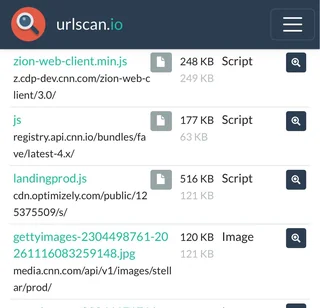 urlscan.io
zion-web-client.min.js
z.cdp-dev.cnn.com/zion-web-c
lient/3.0/
248 KB
249 KB
Script
js
registry.api.cnn.io/bundles/fa
ve/latest-4.x/
177 KB
63 KB
Script
landingprod.js
cdn.optimizely.com/public/12
5375509/s/
516 KB
121 KB
Script
gettyimages-2304498761-20
261116083259148.jpg
media.cnn.com/api/v1/images/stel
lar/prod/
120 KB
121 KB
Image